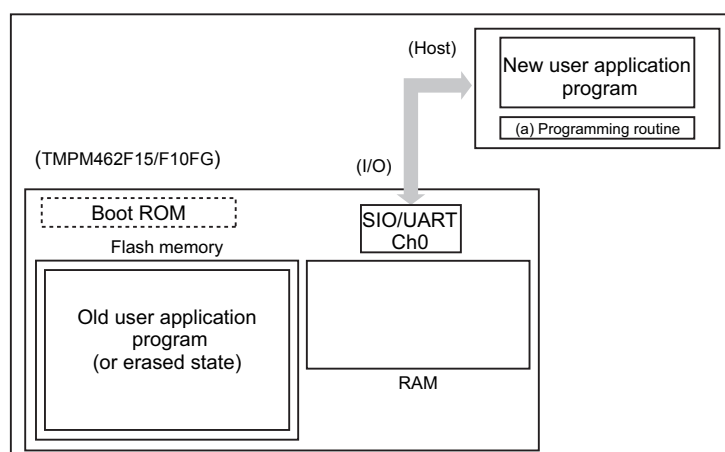 (Host)
New user application
program
(a) Programming routine
(TMPM462F15/F10FG)
(I/O)
Boot ROM
SIO/UART
Ch0
Flash memory
Old user application
program
(or erased state)
RAM